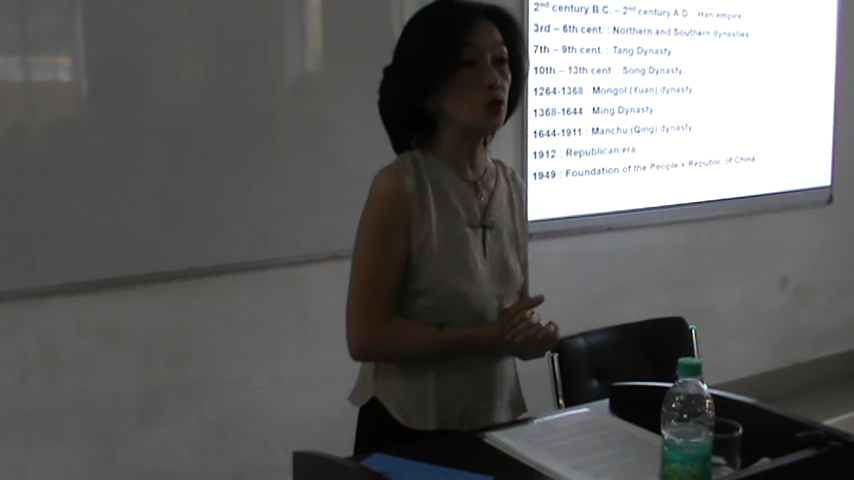 2nd century B.C. – 2nd century A.D Han empire
3rd – 6th cent. : Northern and Southern dynasties
7th – 9th cent. : Tang Dynasty
10th – 13th cent : Song Dynasty
1264-1368 : Mongol (Yuan) dynasty
1368-1644 : Ming Dynasty
1644-1911 : Manchu (Qing) dynasty
1912 : Republican era
1949 : Foundation of the People's Republic of China